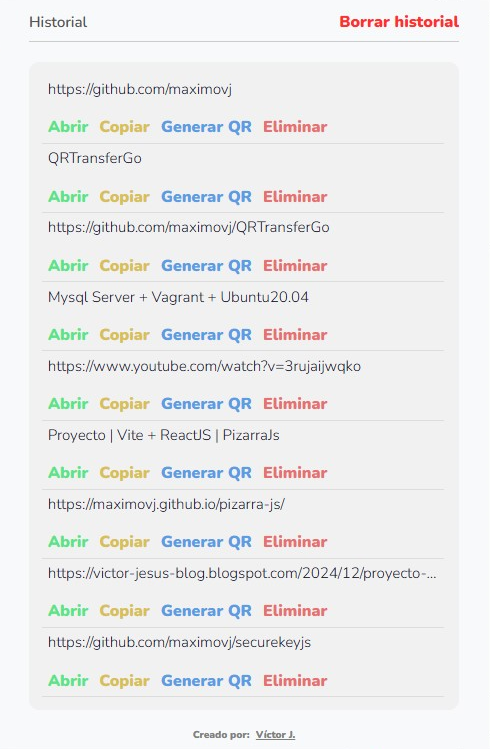 Historial Borrar historial
https://github.com/maximovj
Abrir Copiar Generar QR Eliminar
QRTransferGo
Abrir Copiar Generar QR Eliminar
https://github.com/maximovj/QRTransferGo
Abrir Copiar Generar QR Eliminar
Mysql Server + Vagrant + Ubuntu20.04
Abrir Copiar Generar QR Eliminar
https://www.youtube.com/watch?v=3rujaijwqko
Abrir Copiar Generar QR Eliminar
Proyecto | Vite + ReactJS | PizarraJs
Abrir Copiar Generar QR Eliminar
https://maximovj.github.io/pizarra-js/
Abrir Copiar Generar QR Eliminar
https://victor-jesus-blog.blogspot.com/2024/12/proyecto-...
Abrir Copiar Generar QR Eliminar
https://github.com/maximovj/securekeyjs
Abrir Copiar Generar QR Eliminar
Creado por: Víctor J.